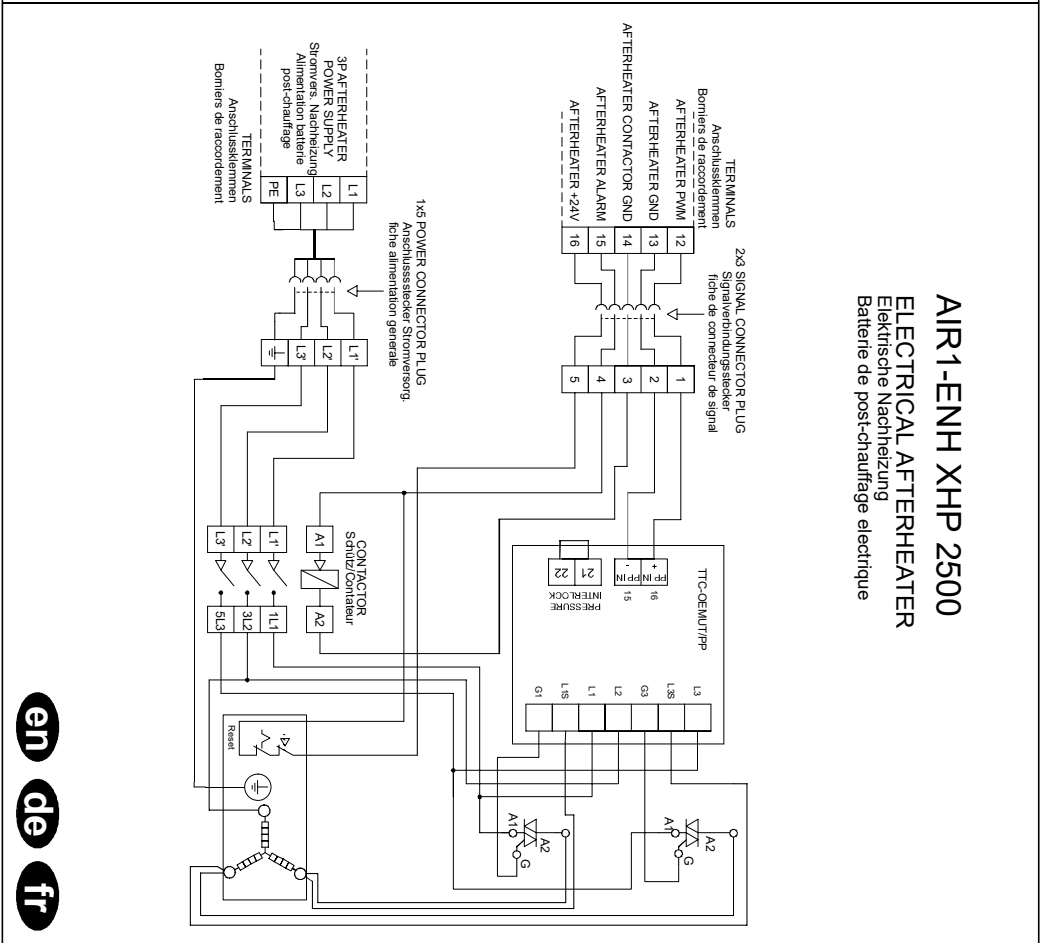 AIR1-ENH XHP 2500
ELECTRICAL AFTERHEATER
Elektrische Nachheizung
Batterie de post-chauffage electrique
TERMINALS
Anschlussklemmen
Borniers de raccordement
AFTERHEATER PWM
AFTERHEATER GND
AFTERHEATER CONTACTOR GND
AFTERHEATER ALARM
AFTERHEATER +24V
12
13
14
15
16
2x3 SIGNAL CONNECTOR PLUG
Signalverbindungsstecker
fiche de connecteur de signal
1
2
3
4
5
TTC-OEMUT/PP
+
PP IN
16
-
PP IN
15
21
22
PRESSURE
INTERLOCK
L3
L3S
G3
L2
L1
L1S
G1
A1
A2
G
A1
A2
G
TERMINALS
Anschlussklemmen
Borniers de raccordement
3P AFTERHEATER
POWER SUPPLY
Stromvers. Nachheizung
Alimentation batterie
post-chauffage
L1
L2
L3
PE
1x5 POWER CONNECTOR PLUG
Anschlussstecker Stromversorg.
fiche alimentation generale
L1'
L2'
L3'
CONTACTOR
Schütz/Contateur
A1
A2
L1'
L2'
L3'
1L1
3L2
5L3
Reset
en de fr